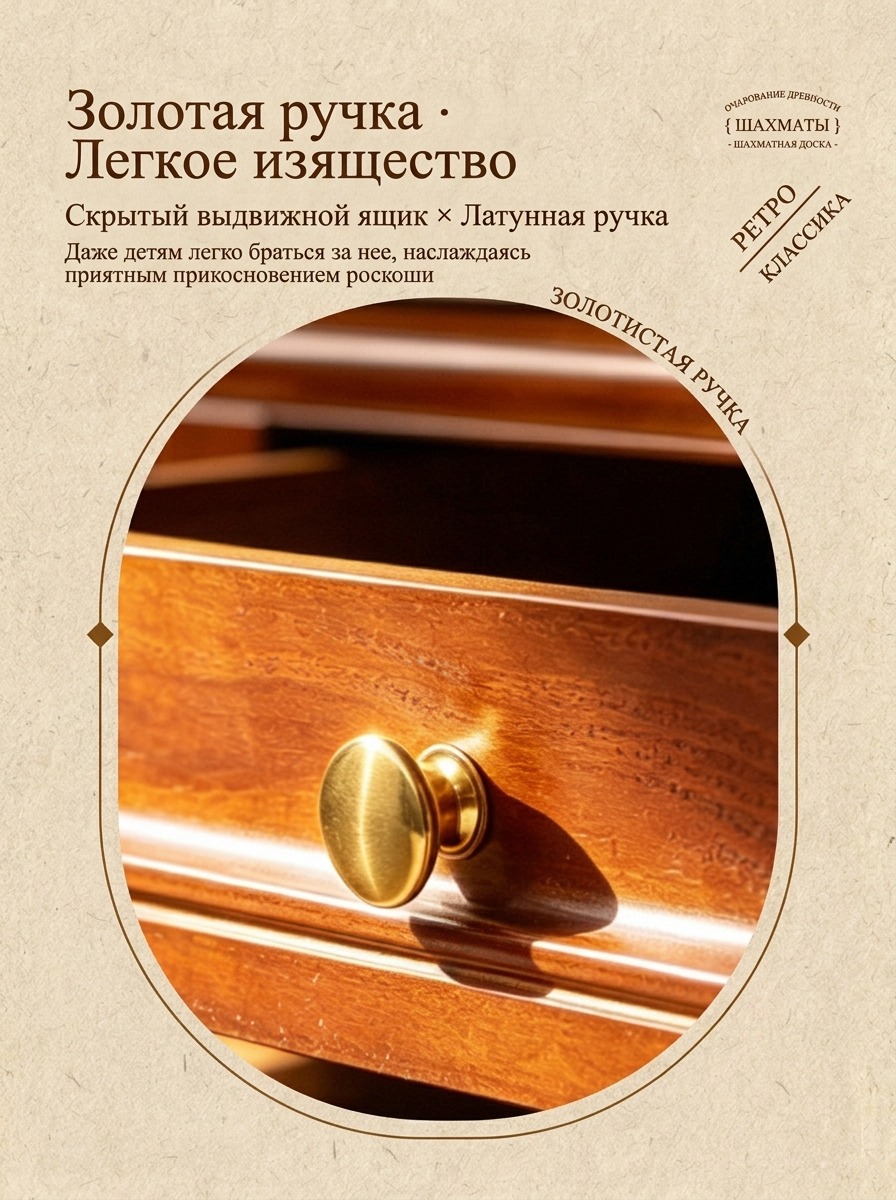 Золотая ручка ·
Легкое изящество
Скрытый выдвижной ящик × Латунная ручка
Даже детям легко браться за нее, наслаждаясь
приятным прикосновением роскоши
ОЧАРОВАНИЕ ДРЕВНОСТИ
{ ШАХМАТЫ }
- ШАХМАТНАЯ ДОСКА -
РЕТРО
КЛАССИКА
ЗОЛОТИСТАЯ РУЧКА